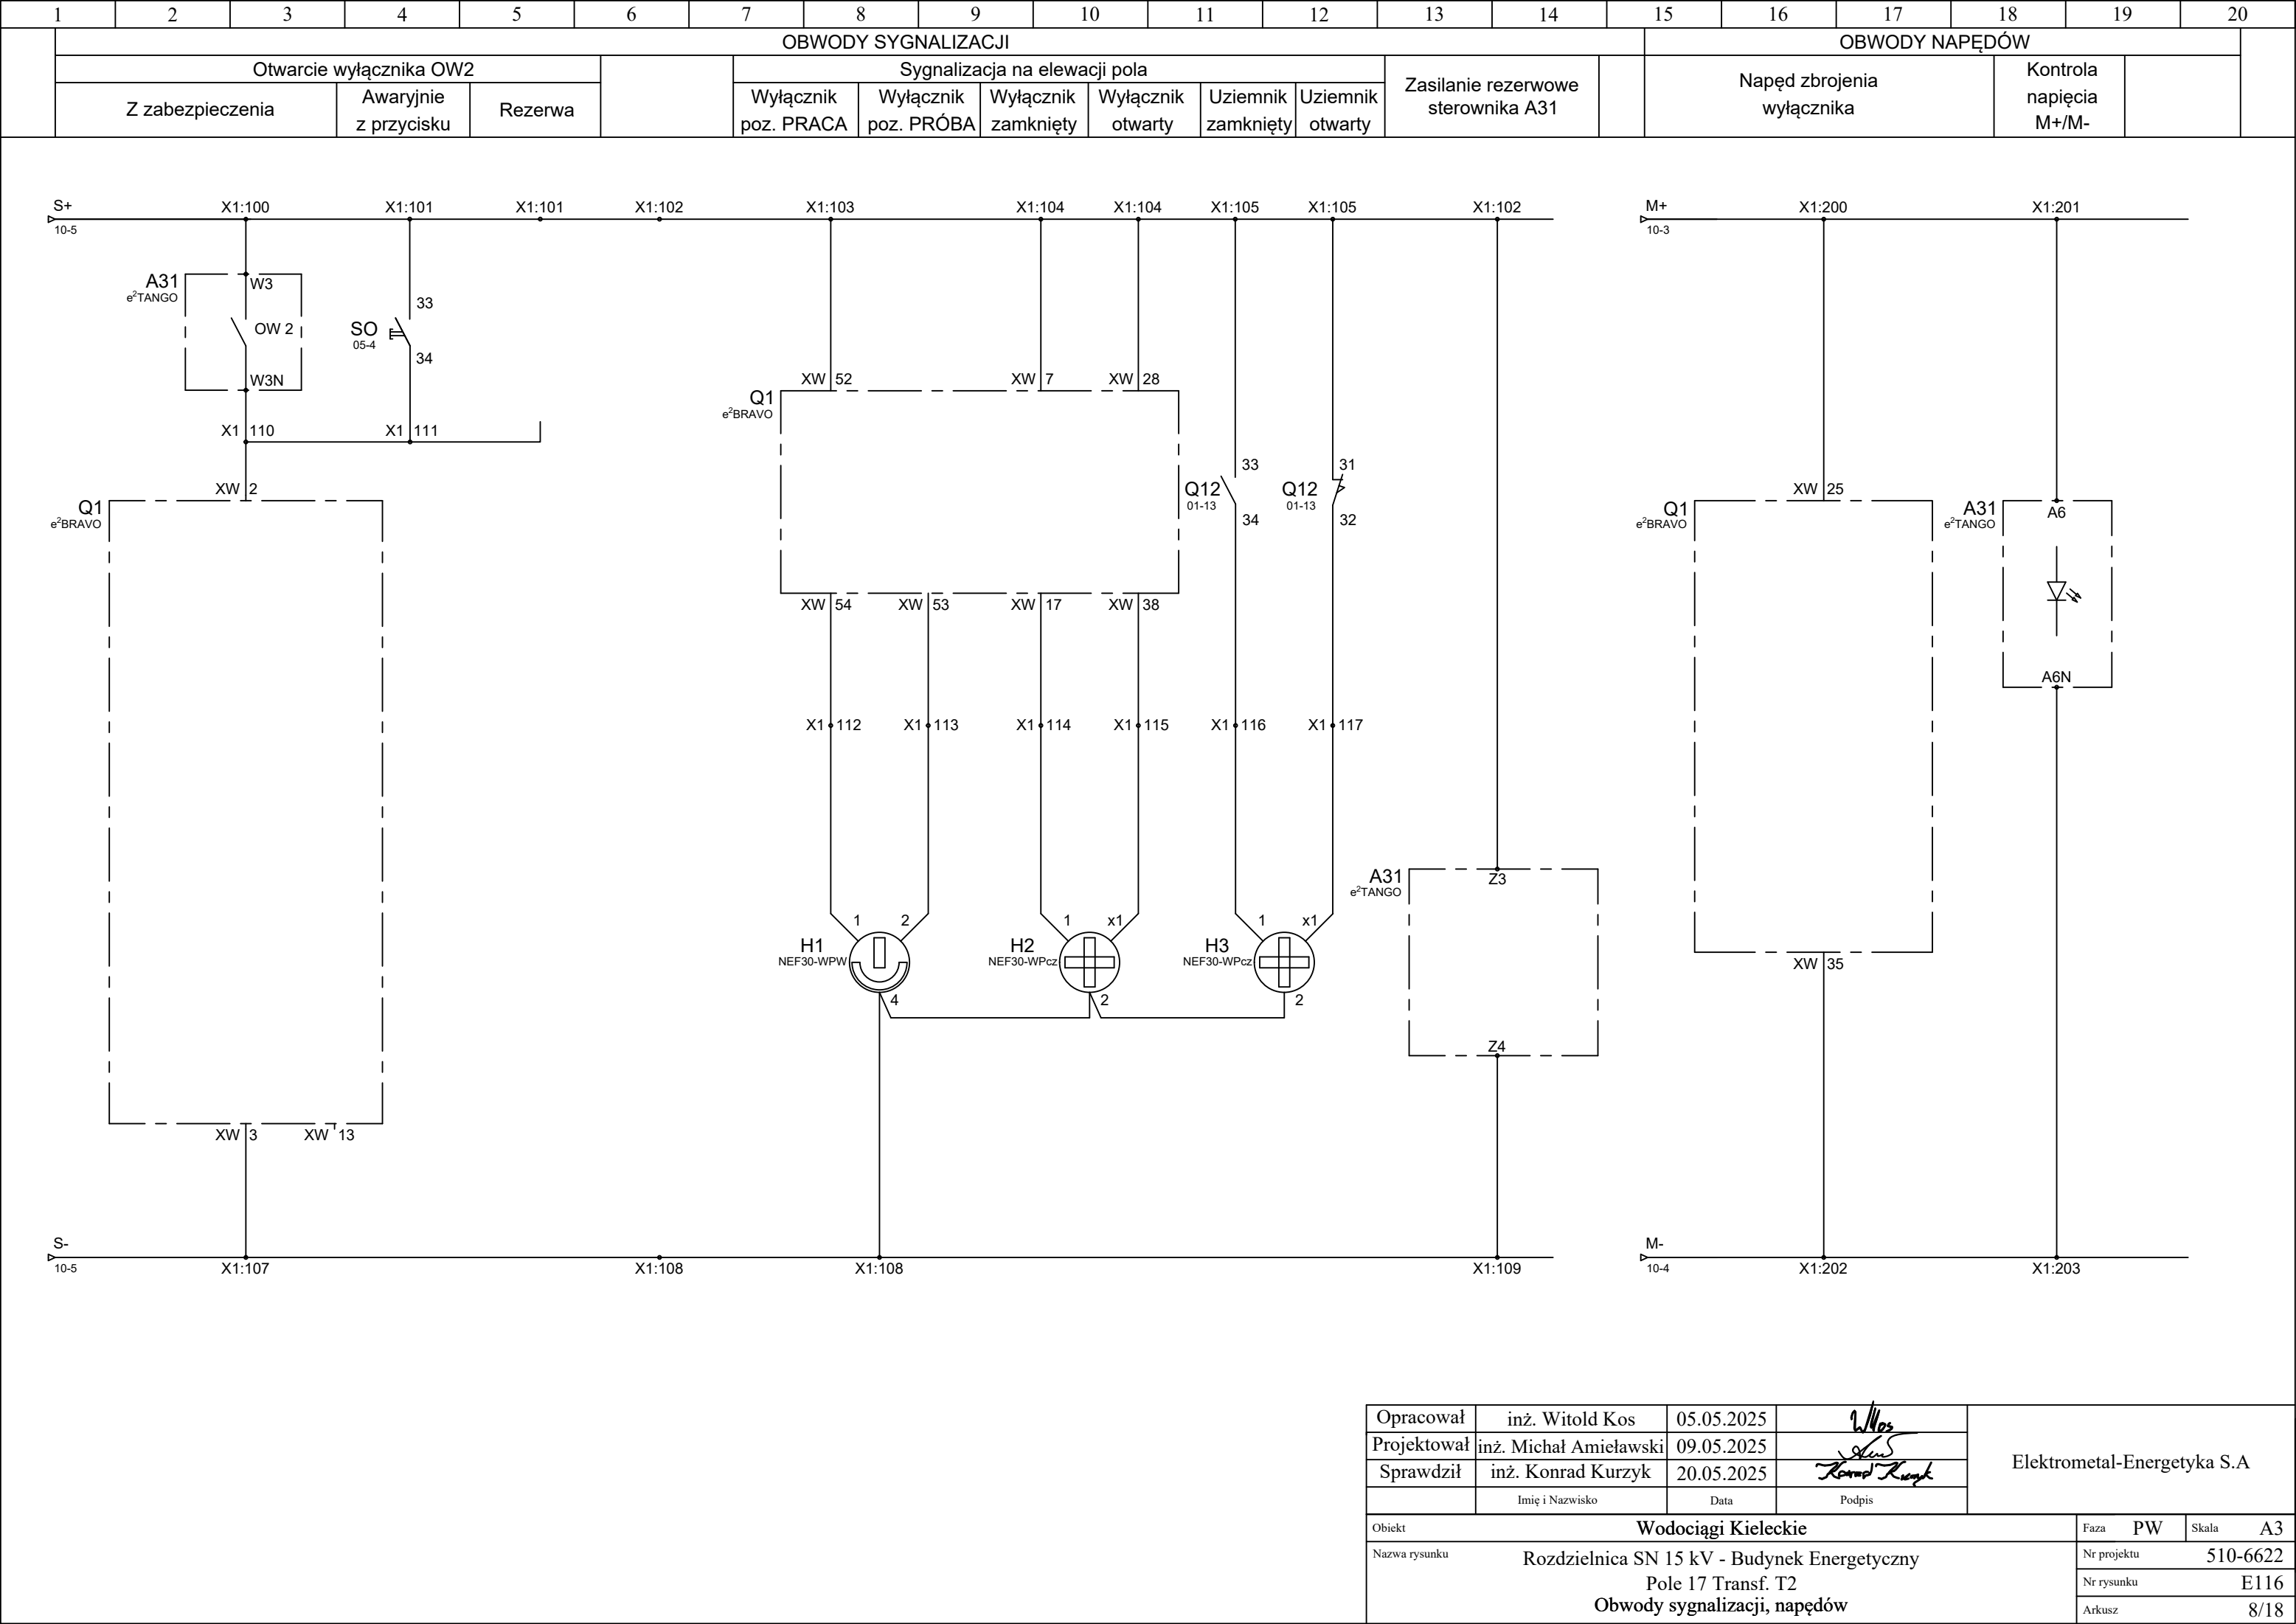 1 2 3 4 5 6 7 8 9 10 11 12 13 14 15 16 17 18 19 20
OBWODY SYGNALIZACJI OBWODY NAPĘDÓW
Otwarcie wyłącznika OW2
Sygnalizacja na elewacji pola
Z zabezpieczenia
Awaryjnie
z przycisku
Rezerwa
Wyłącznik
poz. PRACA
Wyłącznik
poz. PRÓBA
Wyłącznik
zamknięty
Wyłącznik
otwarty
Uziemnik
zamknięty
Uziemnik
otwarty
Zasilanie rezerwowe
sterownika A31
Napęd zbrojenia
wyłącznika
Kontrola
napięcia
M+/M-
S+ X1:100 X1:101 X1:101 X1:102 X1:103 X1:104 X1:104 X1:105 X1:105 X1:102 M+ X1:200 X1:201
10-5 10-3
A31
e²TANGO
W3
OW 2
W3N
SO
05-4
33
34
X1 110 X1 111
XW 2
Q1
e²BRAVO
XW 3 XW 13
XW 52 XW 7 XW 28
Q1
e²BRAVO
XW 54 XW 53 XW 17 XW 38
33
Q12
01-13
34
31
Q12
01-13
32
X1 112 X1 113 X1 114 X1 115 X1 116 X1 117
1 2 1 x1 1 x1
H1
NEF30-WPW
4
H2
NEF30-WPcz
2
H3
NEF30-WPcz
2
A31
e²TANGO
Z3
Z4
XW 25
Q1
e²BRAVO
XW 35
A31
e²TANGO
A6
A6N
S- M-
10-5 X1:107 X1:108 X1:108 X1:109 10-4 X1:202 X1:203
Opracował inż. Witold Kos 05.05.2025 WKos
Projektował inż. Michał Amieławski 09.05.2025
Sprawdził inż. Konrad Kurzyk 20.05.2025 Konrad Kurzyk
Imię i Nazwisko Data Podpis
Elektrometal-Energetyka S.A
Obiekt Wodociągi Kieleckie Faza PW Skala A3
Nazwa rysunku Rozdzielnica SN 15 kV - Budynek Energetyczny
Pole 17 Transf. T2
Obwody sygnalizacji, napędów
Nr projektu 510-6622
Nr rysunku E116
Arkusz 8/18